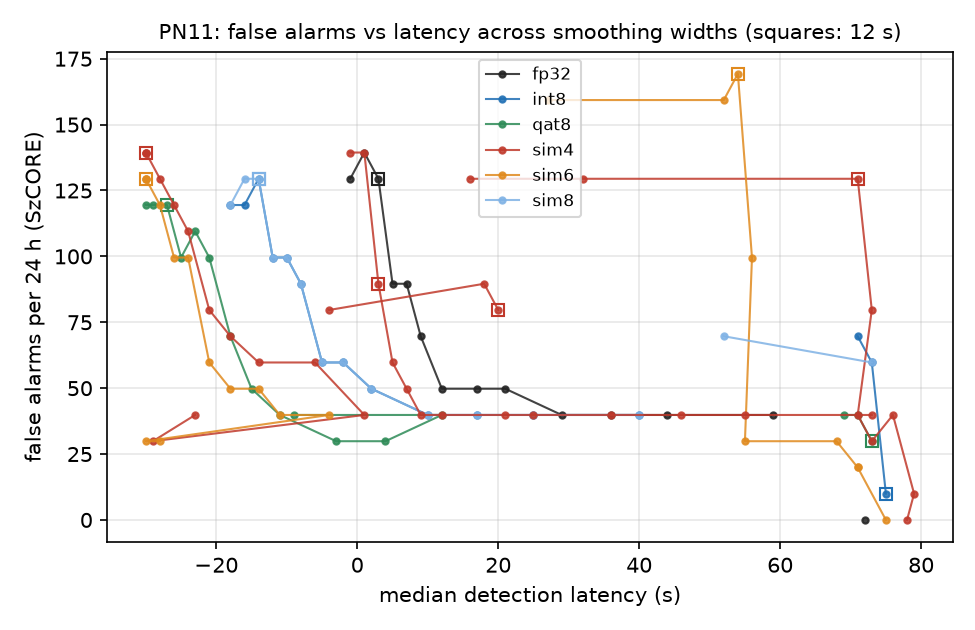 PN11: false alarms vs latency across smoothing widths (squares: 12 s)
false alarms per 24 h (SzCORE)
175
150
125
100
75
50
25
0
fp32
int8
qat8
sim4
sim6
sim8
−20
0
20
40
60
80
median detection latency (s)